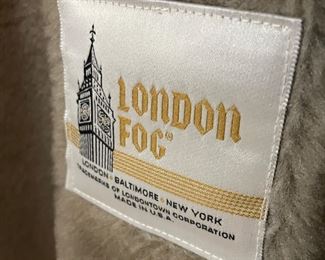 LONDON
FOG®
LONDON • BALTIMORE • NEW YORK
TRADEMARKS OF LONDONTOWN CORPORATION
MADE IN U.S.A.